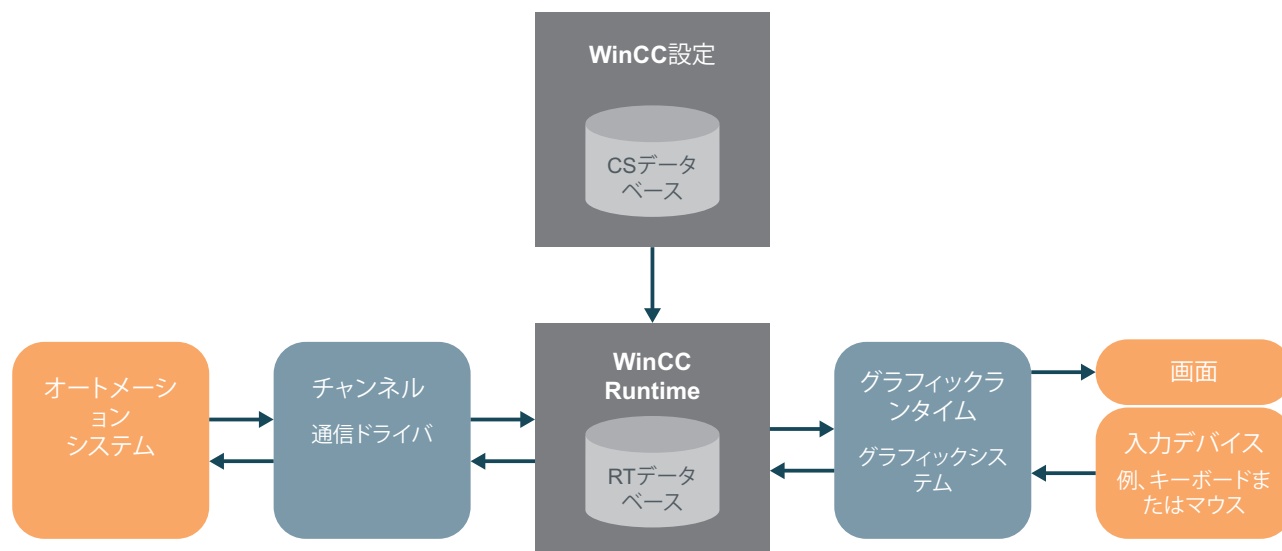 WinCC設定
CSデータ
ベース
オートメーシ
ョン
システム
チャンネル
通信ドライバ
WinCC
Runtime
RTデータ
ベース
グラフィックラ
ンタイム
グラフィックシス
テム
画面
入力デバイス
例、キーボードま
たはマウス